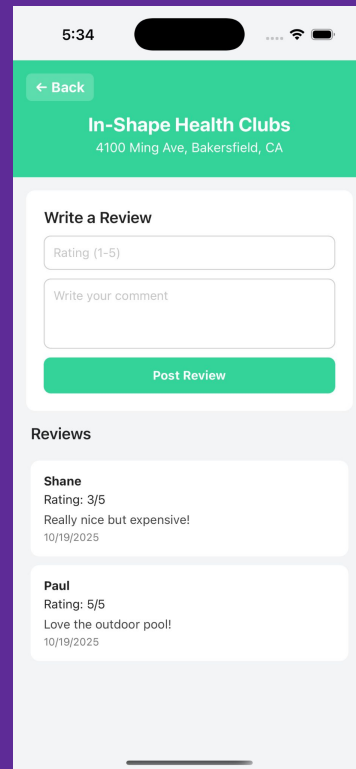 5:34
← Back
In-Shape Health Clubs
4100 Ming Ave, Bakersfield, CA
Write a Review
Rating (1-5)
Write your comment
Post Review
Reviews
Shane
Rating: 3/5
Really nice but expensive!
10/19/2025
Paul
Rating: 5/5
Love the outdoor pool!
10/19/2025